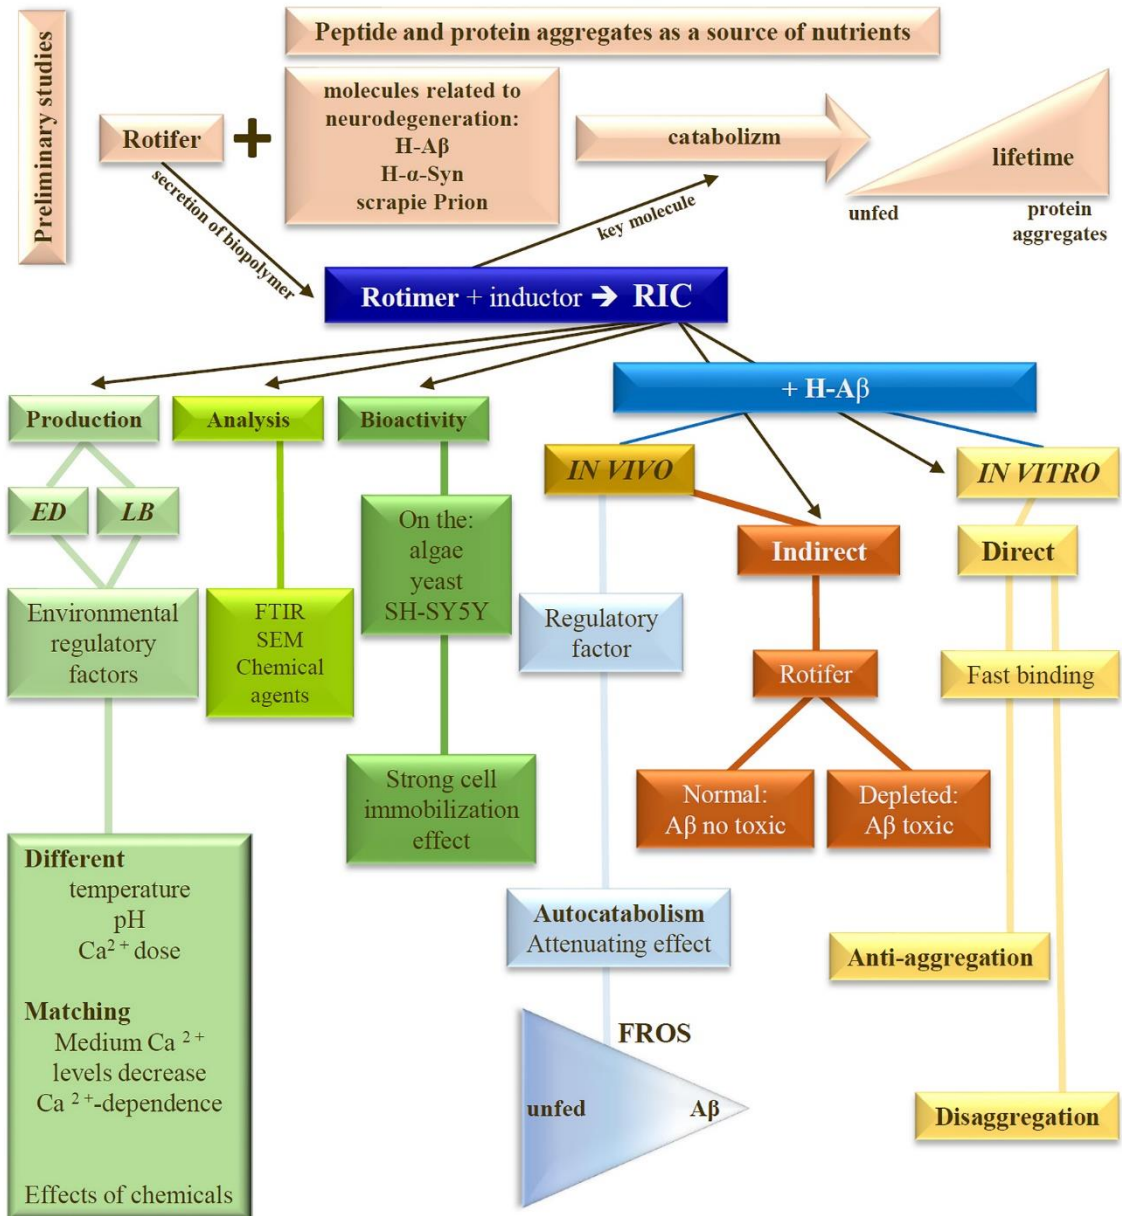 Preliminary studies
Peptide and protein aggregates as a source of nutrients
Rotifer
+
molecules related to
neurodegeneration:
H-Aβ
H-α-Syn
scrapie Prion
catabolizm
lifetime
unfed
protein
aggregates
secretion of biopolymer
key molecule
Rotimer + inductor ➔ RIC
+ H-Aβ
Production
Analysis
Bioactivity
IN VIVO
IN VITRO
ED
LB
On the:
algae
yeast
SH-SY5Y
Indirect
Direct
Environmental
regulatory
factors
FTIR
SEM
Chemical
agents
Regulatory
factor
Rotifer
Fast binding
Strong cell
immobilization
effect
Normal:
Aβ no toxic
Depleted:
Aβ toxic
Different
temperature
pH
Ca²⁺ dose
Matching
Medium Ca ²⁺
levels decrease
Ca ²⁺-dependence
Effects of chemicals
Autocatabolism
Attenuating effect
Anti-aggregation
FROS
unfed
Aβ
Disaggregation